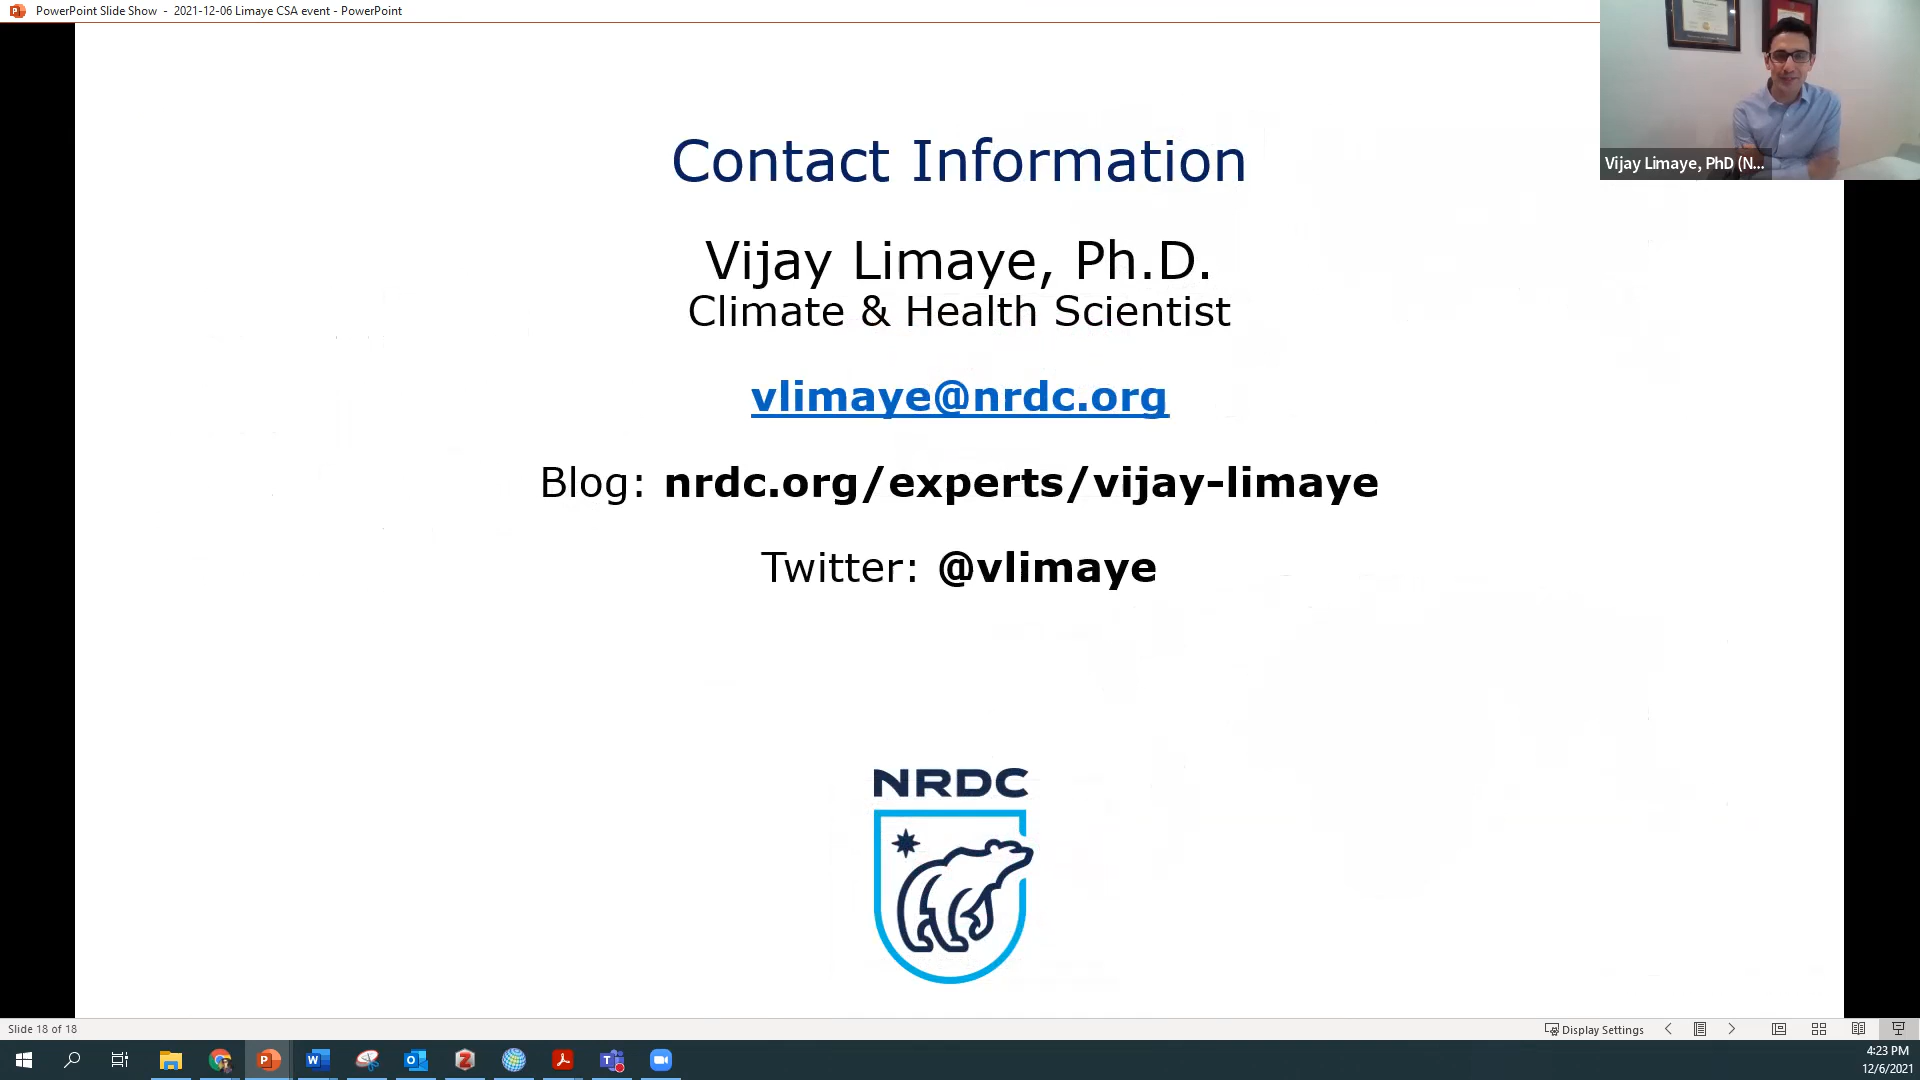 PowerPoint Slide Show - 2021-12-06 Limaye CSA event - PowerPoint
Vijay Limaye, PhD (N...
Contact Information
Vijay Limaye, Ph.D.
Climate & Health Scientist
vlimaye@nrdc.org
Blog: nrdc.org/experts/vijay-limaye
Twitter: @vlimaye
NRDC
Slide 18 of 18
Display Settings
4:23 PM
12/6/2021